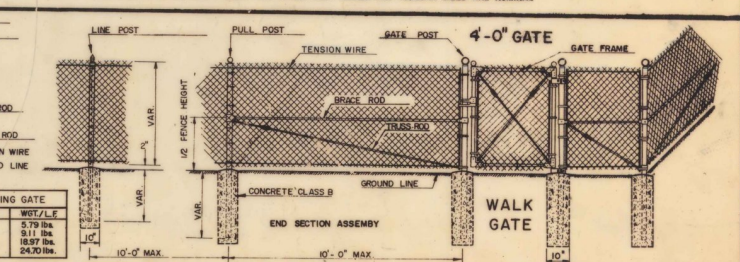 LINE POST
PULL POST
TENSION WIRE
GATE POST
4'-0" GATE
GATE FRAME
ROD
ROD
N WIRE
D LINE
VAR.
2"
VAR.
1/2 FENCE HEIGHT
BRACE ROD
TRUSS ROD
GROUND LINE
CONCRETE CLASS B
VAR.
END SECTION ASSEMBY
WALK
GATE
ING GATE
WGT./L.F.
5.79 lbs.
9.11 lbs.
18.97 lbs.
24.70 lbs.
10"
10'-0" MAX.
10'-0" MAX
10"